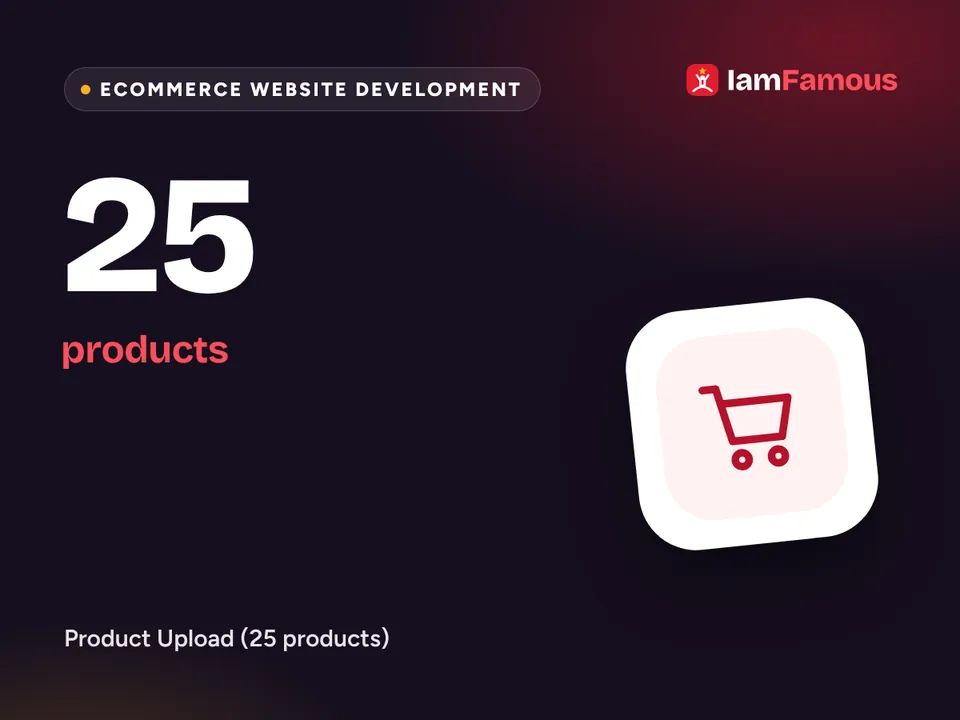 ECOMMERCE WEBSITE DEVELOPMENT
IamFamous
25
products
Product Upload (25 products)